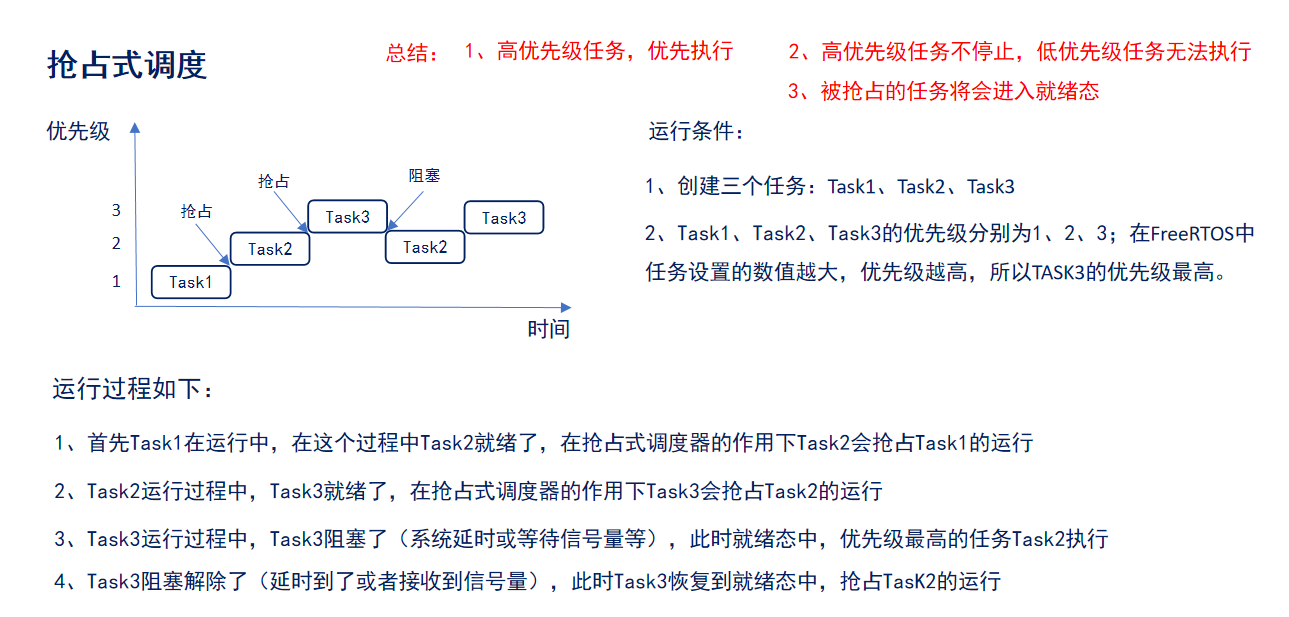 抢占式调度
总结：
1、高优先级任务，优先执行
2、高优先级任务不停止，低优先级任务无法执行
3、被抢占的任务将会进入就绪态
优先级
抢占
抢占
阻塞
3
2
1
Task1
Task2
Task3
Task2
Task3
时间
运行条件：
1、创建三个任务：Task1、Task2、Task3
2、Task1、Task2、Task3的优先级分别为1、2、3；在FreeRTOS中
任务设置的数值越大，优先级越高，所以TASK3的优先级最高。
运行过程如下：
1、首先Task1在运行中，在这个过程中Task2就绪了，在抢占式调度器的作用下Task2会抢占Task1的运行
2、Task2运行过程中，Task3就绪了，在抢占式调度器的作用下Task3会抢占Task2的运行
3、Task3运行过程中，Task3阻塞了（系统延时或等待信号量等），此时就绪态中，优先级最高的任务Task2执行
4、Task3阻塞解除了（延时到了或者接收到信号量），此时Task3恢复到就绪态中，抢占TasK2的运行